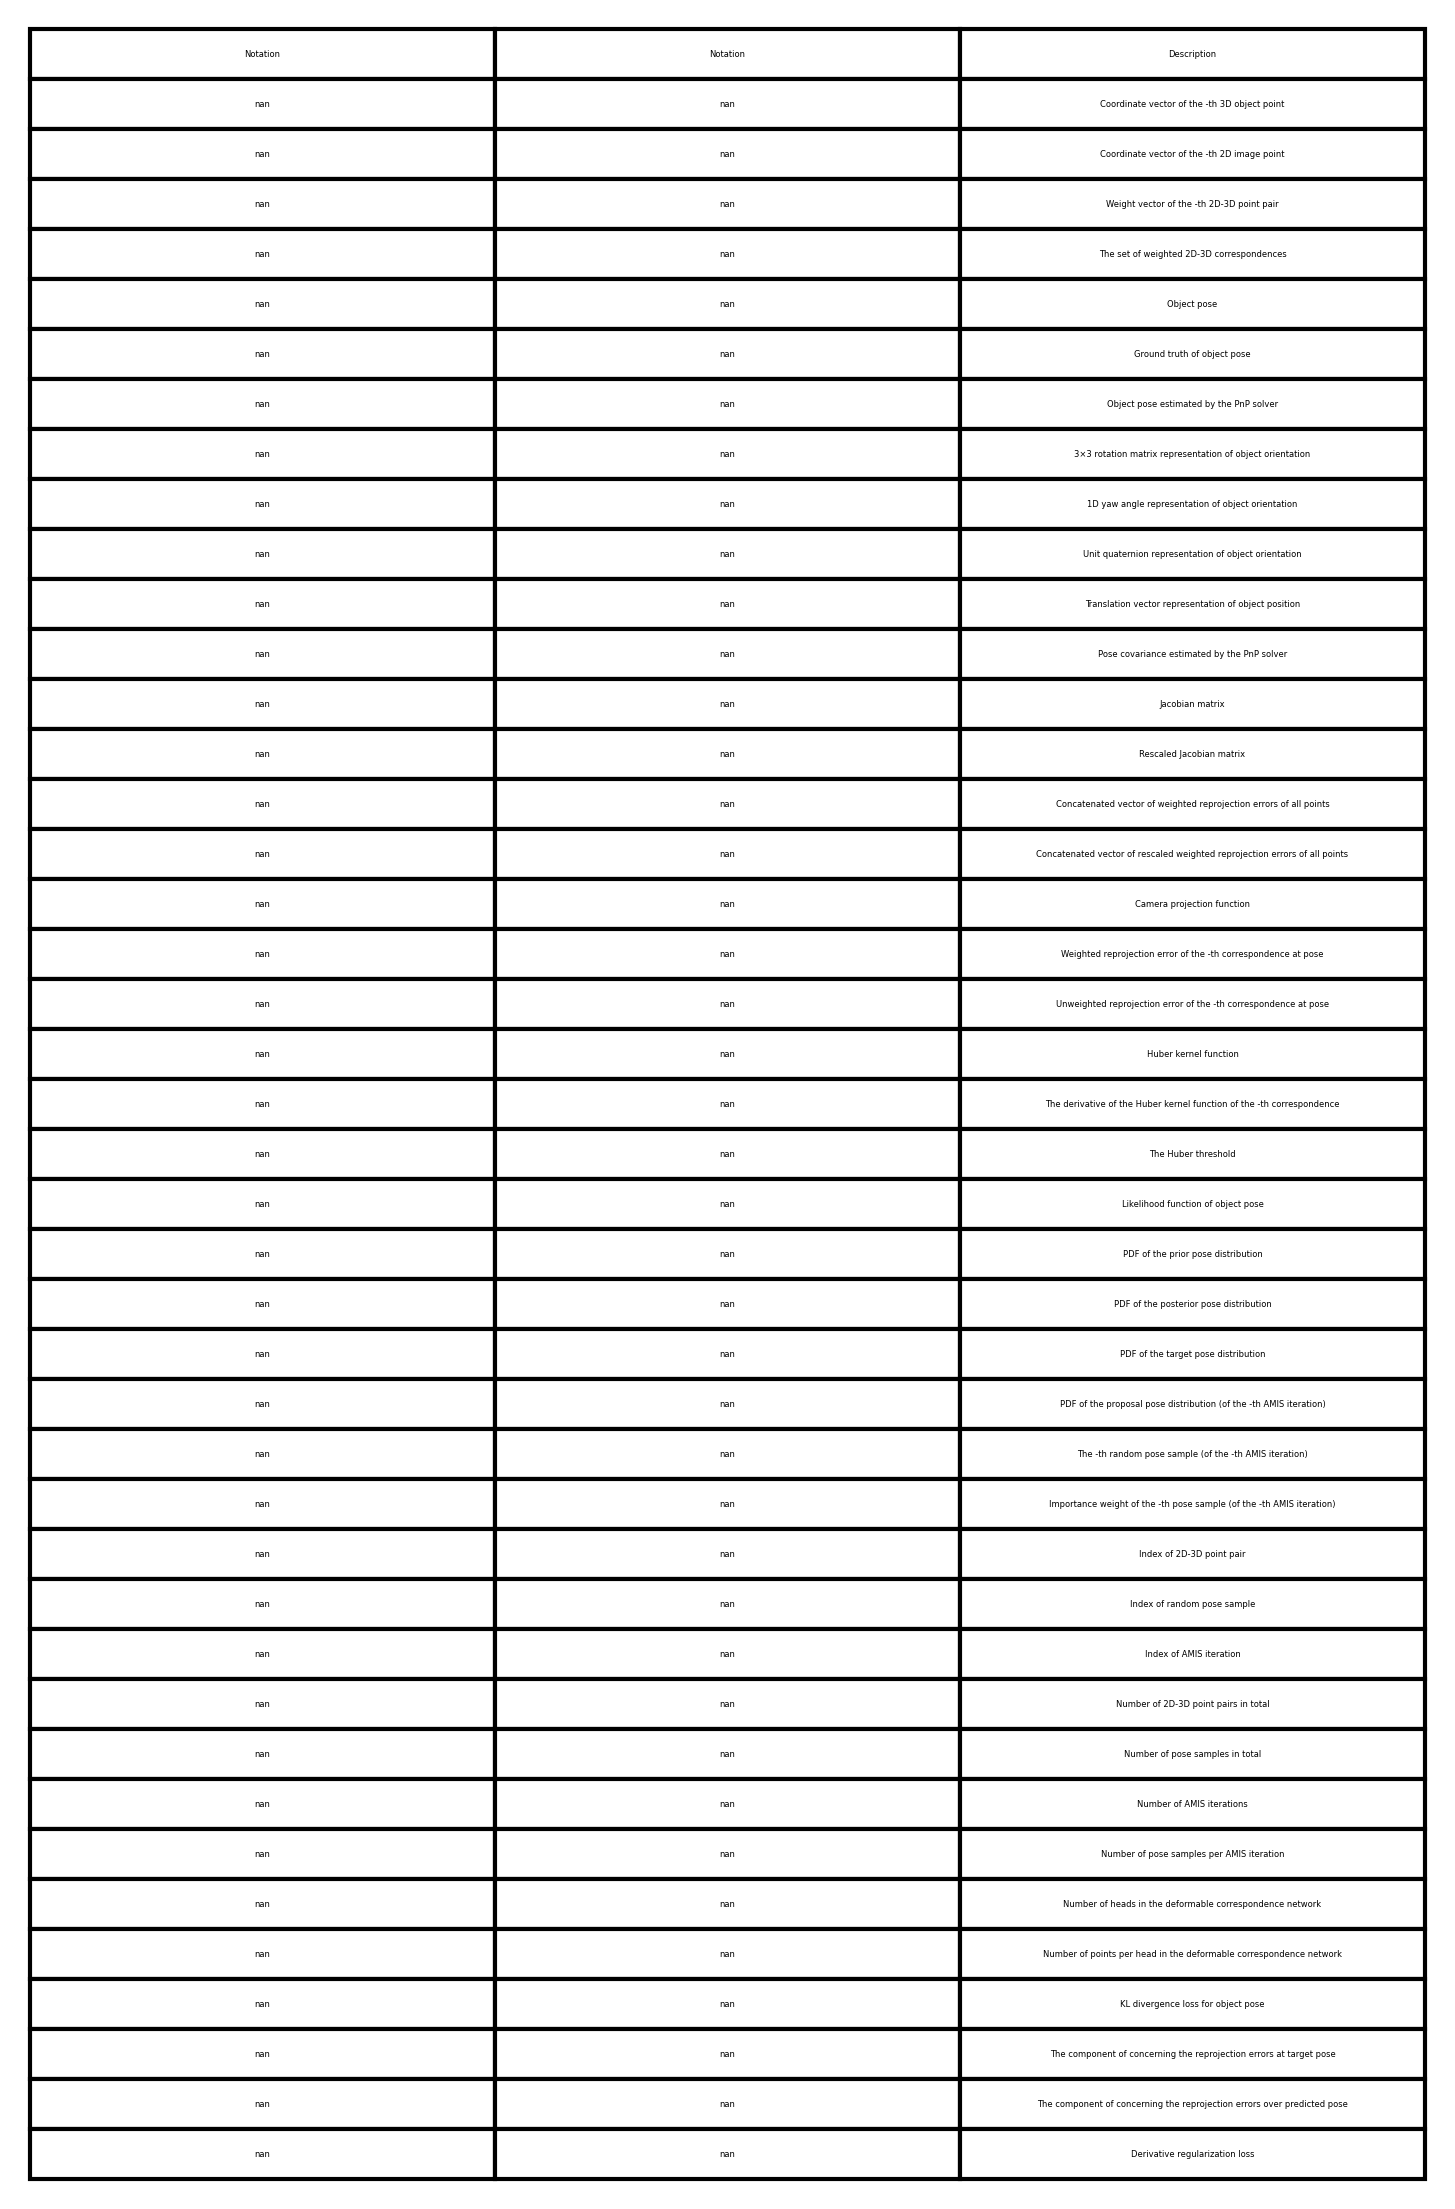 Notation Notation Description
nan nan Coordinate vector of the -th 3D object point
nan nan Coordinate vector of the -th 2D image point
nan nan Weight vector of the -th 2D-3D point pair
nan nan The set of weighted 2D-3D correspondences
nan nan Object pose
nan nan Ground truth of object pose
nan nan Object pose estimated by the PnP solver
nan nan 3×3 rotation matrix representation of object orientation
nan nan 1D yaw angle representation of object orientation
nan nan Unit quaternion representation of object orientation
nan nan Translation vector representation of object position
nan nan Pose covariance estimated by the PnP solver
nan nan Jacobian matrix
nan nan Rescaled Jacobian matrix
nan nan Concatenated vector of weighted reprojection errors of all points
nan nan Concatenated vector of rescaled weighted reprojection errors of all points
nan nan Camera projection function
nan nan Weighted reprojection error of the -th correspondence at pose
nan nan Unweighted reprojection error of the -th correspondence at pose
nan nan Huber kernel function
nan nan The derivative of the Huber kernel function of the -th correspondence
nan nan The Huber threshold
nan nan Likelihood function of object pose
nan nan PDF of the prior pose distribution
nan nan PDF of the posterior pose distribution
nan nan PDF of the target pose distribution
nan nan PDF of the proposal pose distribution (of the -th AMIS iteration)
nan nan The -th random pose sample (of the -th AMIS iteration)
nan nan Importance weight of the -th pose sample (of the -th AMIS iteration)
nan nan Index of 2D-3D point pair
nan nan Index of random pose sample
nan nan Index of AMIS iteration
nan nan Number of 2D-3D point pairs in total
nan nan Number of pose samples in total
nan nan Number of AMIS iterations
nan nan Number of pose samples per AMIS iteration
nan nan Number of heads in the deformable correspondence network
nan nan Number of points per head in the deformable correspondence network
nan nan KL divergence loss for object pose
nan nan The component of concerning the reprojection errors at target pose
nan nan The component of concerning the reprojection errors over predicted pose
nan nan Derivative regularization loss